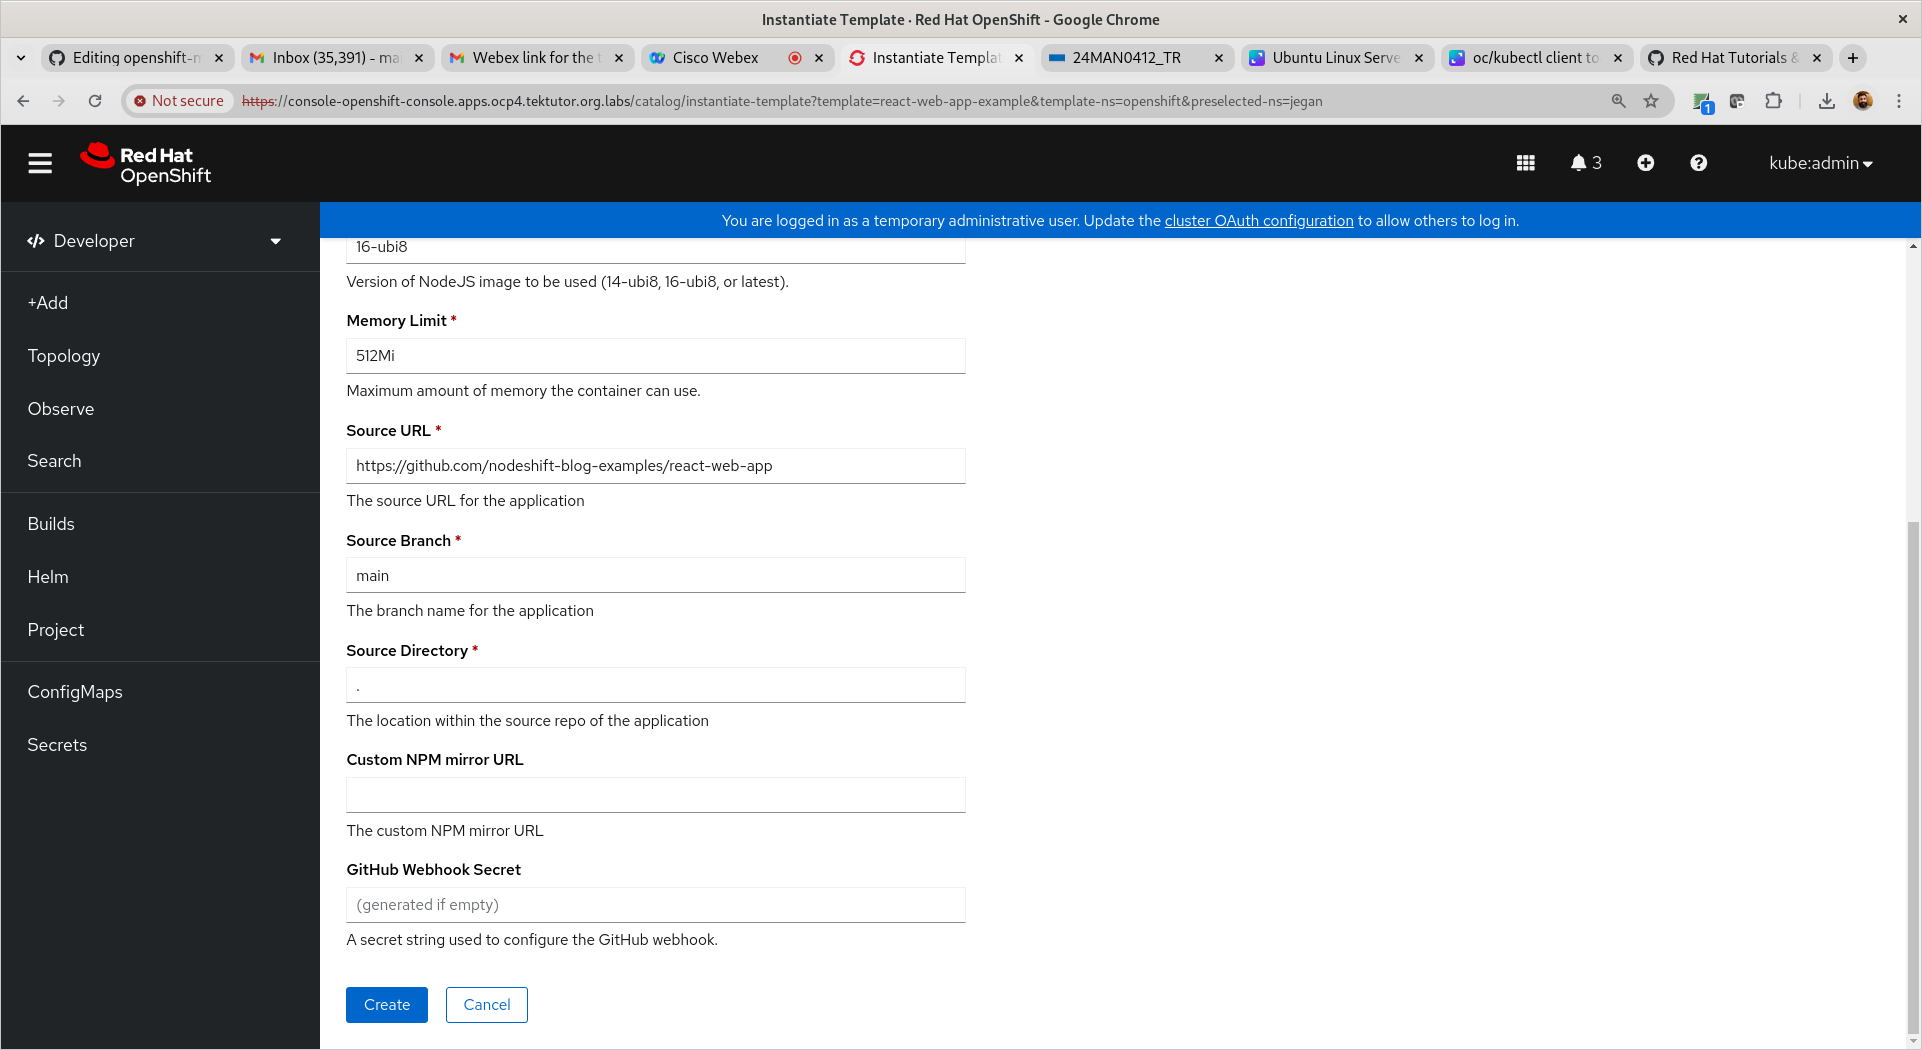 Instantiate Template · Red Hat OpenShift - Google Chrome
Editing openshift-n
Inbox (35,391) - mai
Webex link for the t
Cisco Webex
Instantiate Templat
24MAN0412_TR
Ubuntu Linux Serve
oc/kubectl client to
Red Hat Tutorials &
Not secure https://console-openshift-console.apps.ocp4.tektutor.org.labs/catalog/instantiate-template?template=react-web-app-example&template-ns=openshift&preselected-ns=jegan
1
Red Hat
OpenShift
3
kube:admin
You are logged in as a temporary administrative user. Update the cluster OAuth configuration to allow others to log in.
Developer
+Add
Topology
Observe
Search
Builds
Helm
Project
ConfigMaps
Secrets
16-ubi8
Version of NodeJS image to be used (14-ubi8, 16-ubi8, or latest).
Memory Limit *
512Mi
Maximum amount of memory the container can use.
Source URL *
https://github.com/nodeshift-blog-examples/react-web-app
The source URL for the application
Source Branch *
main
The branch name for the application
Source Directory *
.
The location within the source repo of the application
Custom NPM mirror URL
The custom NPM mirror URL
GitHub Webhook Secret
(generated if empty)
A secret string used to configure the GitHub webhook.
Create
Cancel